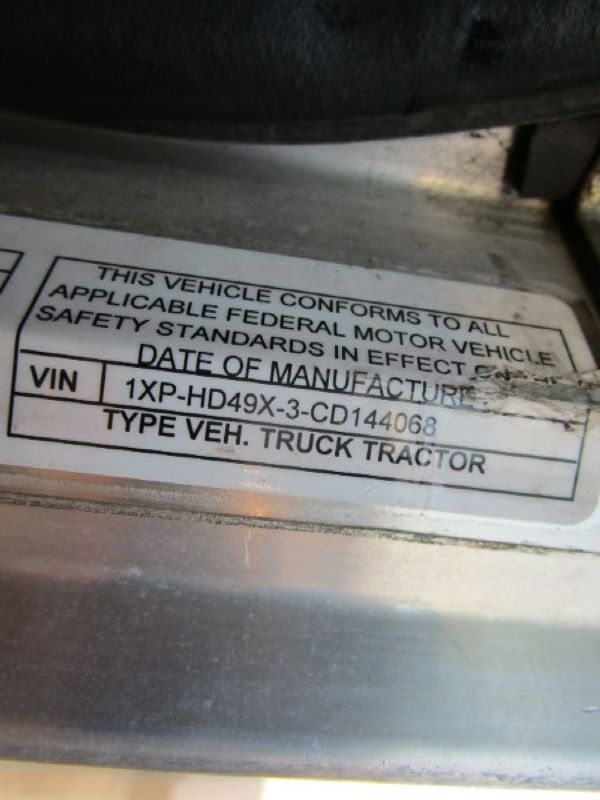 THIS VEHICLE CONFORMS TO ALL
APPLICABLE FEDERAL MOTOR VEHICLE
SAFETY STANDARDS IN EFFECT
DATE OF MANUFACTURE
VIN 1XP-HD49X-3-CD144068
TYPE VEH. TRUCK TRACTOR